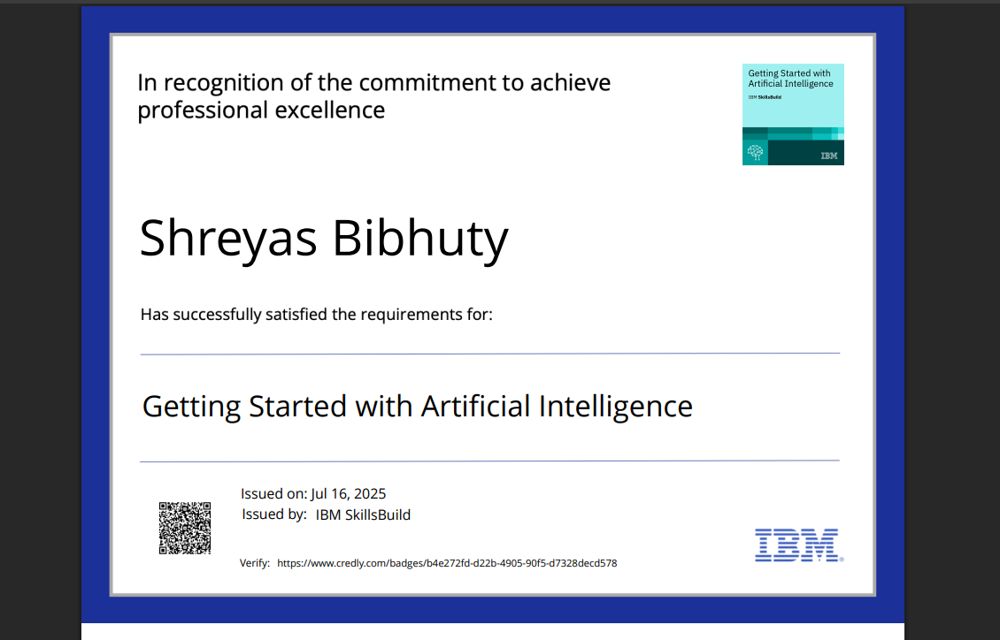 In recognition of the commitment to achieve
professional excellence
Getting Started with
Artificial Intelligence
IBM SkillsBuild
IBM
Shreyas Bibhuty
Has successfully satisfied the requirements for:
Getting Started with Artificial Intelligence
Issued on: Jul 16, 2025
Issued by: IBM SkillsBuild
Verify: https://www.credly.com/badges/b4e272fd-d22b-4905-90f5-d7328decd578
IBM®